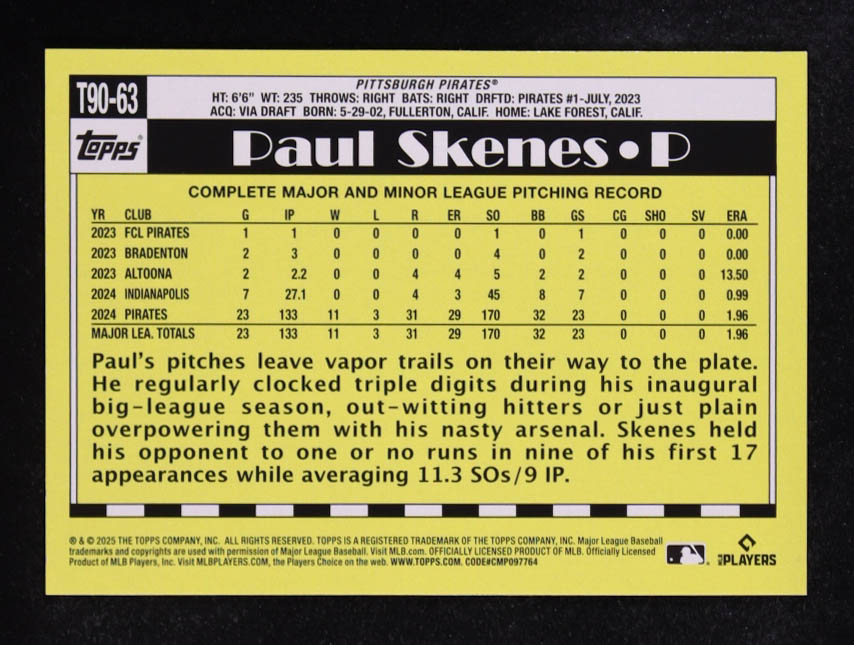 T90-63
PITTSBURGH PIRATES®
HT: 6'6" WT: 235 THROWS: RIGHT BATS: RIGHT DRFTD: PIRATES #1-JULY, 2023
ACQ: VIA DRAFT BORN: 5-29-02, FULLERTON, CALIF. HOME: LAKE FOREST, CALIF.
Topps®
Paul Skenes • P
COMPLETE MAJOR AND MINOR LEAGUE PITCHING RECORD
YR CLUB G IP W L R ER SO BB GS CG SHO SV ERA
2023 FCL PIRATES 1 1 0 0 0 0 1 0 1 0 0 0 0.00
2023 BRADENTON 2 3 0 0 0 0 4 0 2 0 0 0 0.00
2023 ALTOONA 2 2.2 0 0 4 4 5 2 2 0 0 0 13.50
2024 INDIANAPOLIS 7 27.1 0 0 4 3 45 8 7 0 0 0 0.99
2024 PIRATES 23 133 11 3 31 29 170 32 23 0 0 0 1.96
MAJOR LEA. TOTALS 23 133 11 3 31 29 170 32 23 0 0 0 1.96
Paul's pitches leave vapor trails on their way to the plate.
He regularly clocked triple digits during his inaugural
big-league season, out-witting hitters or just plain
overpowering them with his nasty arsenal. Skenes held
his opponent to one or no runs in nine of his first 17
appearances while averaging 11.3 SOs/9 IP.
® & © 2025 THE TOPPS COMPANY, INC. ALL RIGHTS RESERVED. TOPPS IS A REGISTERED TRADEMARK OF THE TOPPS COMPANY, INC. Major League Baseball
trademarks and copyrights are used with permission of Major League Baseball. Visit MLB.com. OFFICIALLY LICENSED PRODUCT OF MLB. Officially Licensed
Product of MLB Players, Inc. Visit MLBPLAYERS.COM, the Players Choice on the web. WWW.TOPPS.COM. CODE#CMP097764
MLB PLAYERS